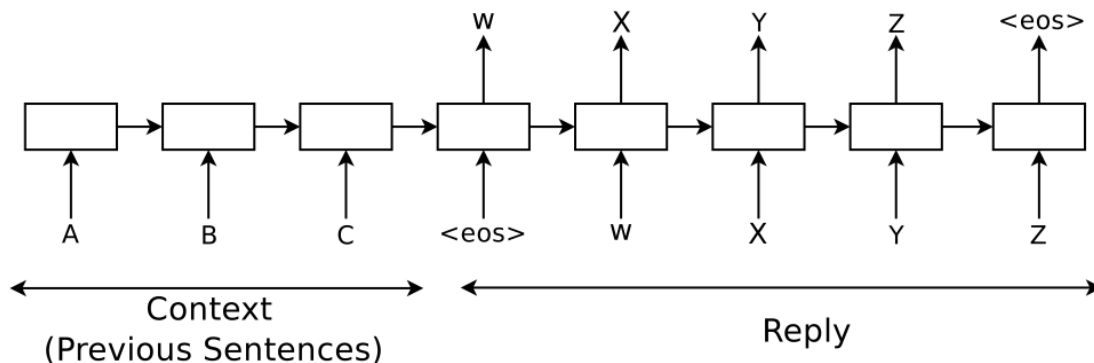 W X Y Z <eos>
A B C <eos> W X Y Z
Context
(Previous Sentences)
Reply